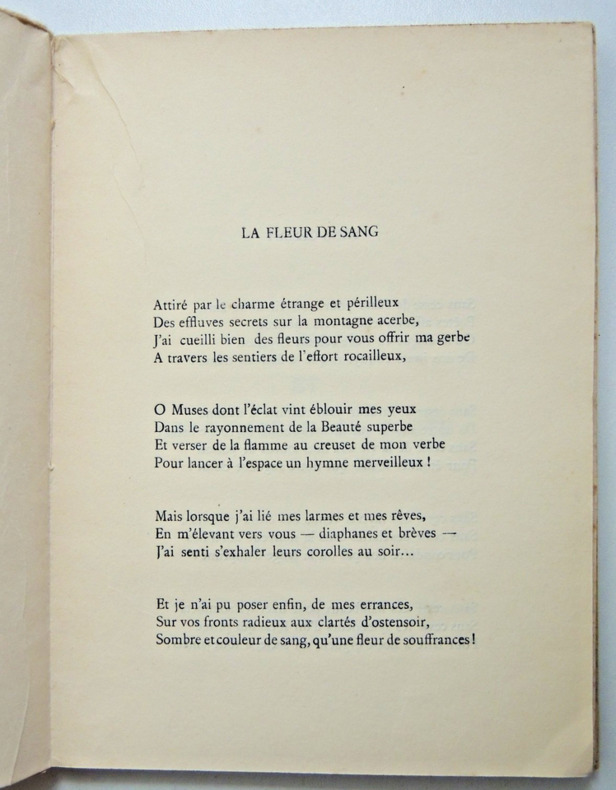 LA FLEUR DE SANG
Attiré par le charme étrange et périlleux
Des effluves secrets sur la montagne acerbe,
J'ai cueilli bien des fleurs pour vous offrir ma gerbe
A travers les sentiers de l'effort rocailleux,
O Muses dont l'éclat vint éblouir mes yeux
Dans le rayonnement de la Beauté superbe
Et verser de la flamme au creuset de mon verbe
Pour lancer à l'espace un hymne merveilleux !
Mais lorsque j'ai lié mes larmes et mes rêves,
En m'élevant vers vous — diaphanes et brèves —
J'ai senti s'exhaler leurs corolles au soir...
Et je n'ai pu poser enfin, de mes errances,
Sur vos fronts radieux aux clartés d'ostensoir,
Sombre et couleur de sang, qu'une fleur de souffrances !